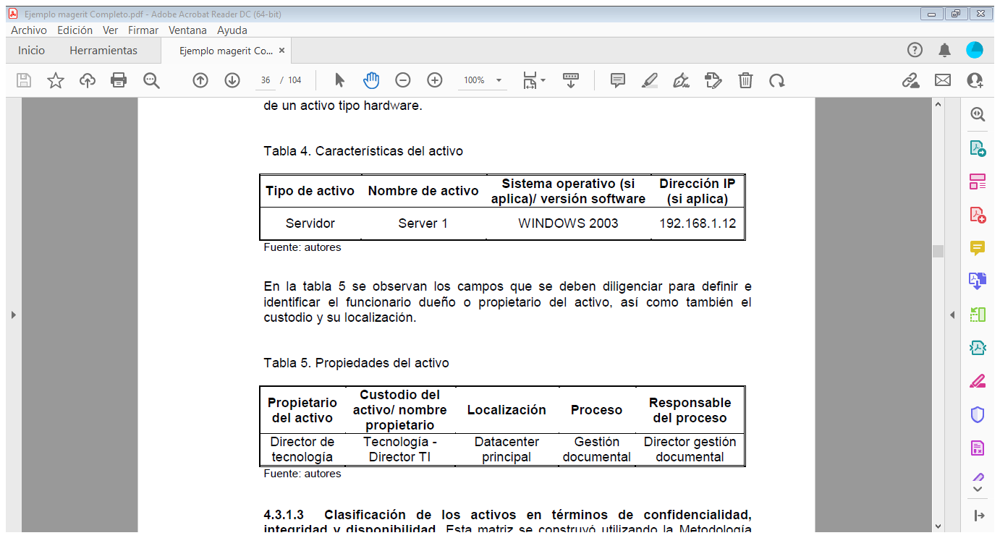 Ejemplo magerit Completo.pdf - Adobe Acrobat Reader DC (64-bit)
Archivo Edición Ver Firmar Ventana Ayuda
Inicio Herramientas Ejemplo magerit Co... ×
36 / 104 100%
de un activo tipo hardware.
Tabla 4. Características del activo
Tipo de activo Nombre de activo Sistema operativo (si aplica)/ versión software Dirección IP (si aplica)
Servidor Server 1 WINDOWS 2003 192.168.1.12
Fuente: autores
En la tabla 5 se observan los campos que se deben diligenciar para definir e
identificar el funcionario dueño o propietario del activo, así como también el
custodio y su localización.
Tabla 5. Propiedades del activo
Propietario del activo Custodio del activo/ nombre propietario Localización Proceso Responsable del proceso
Director de tecnología Tecnología - Director TI Datacenter principal Gestión documental Director gestión documental
Fuente: autores
4.3.1.3 Clasificación de los activos en términos de confidencialidad,
integridad y disponibilidad. Esta matriz se construyó utilizando la Metodología